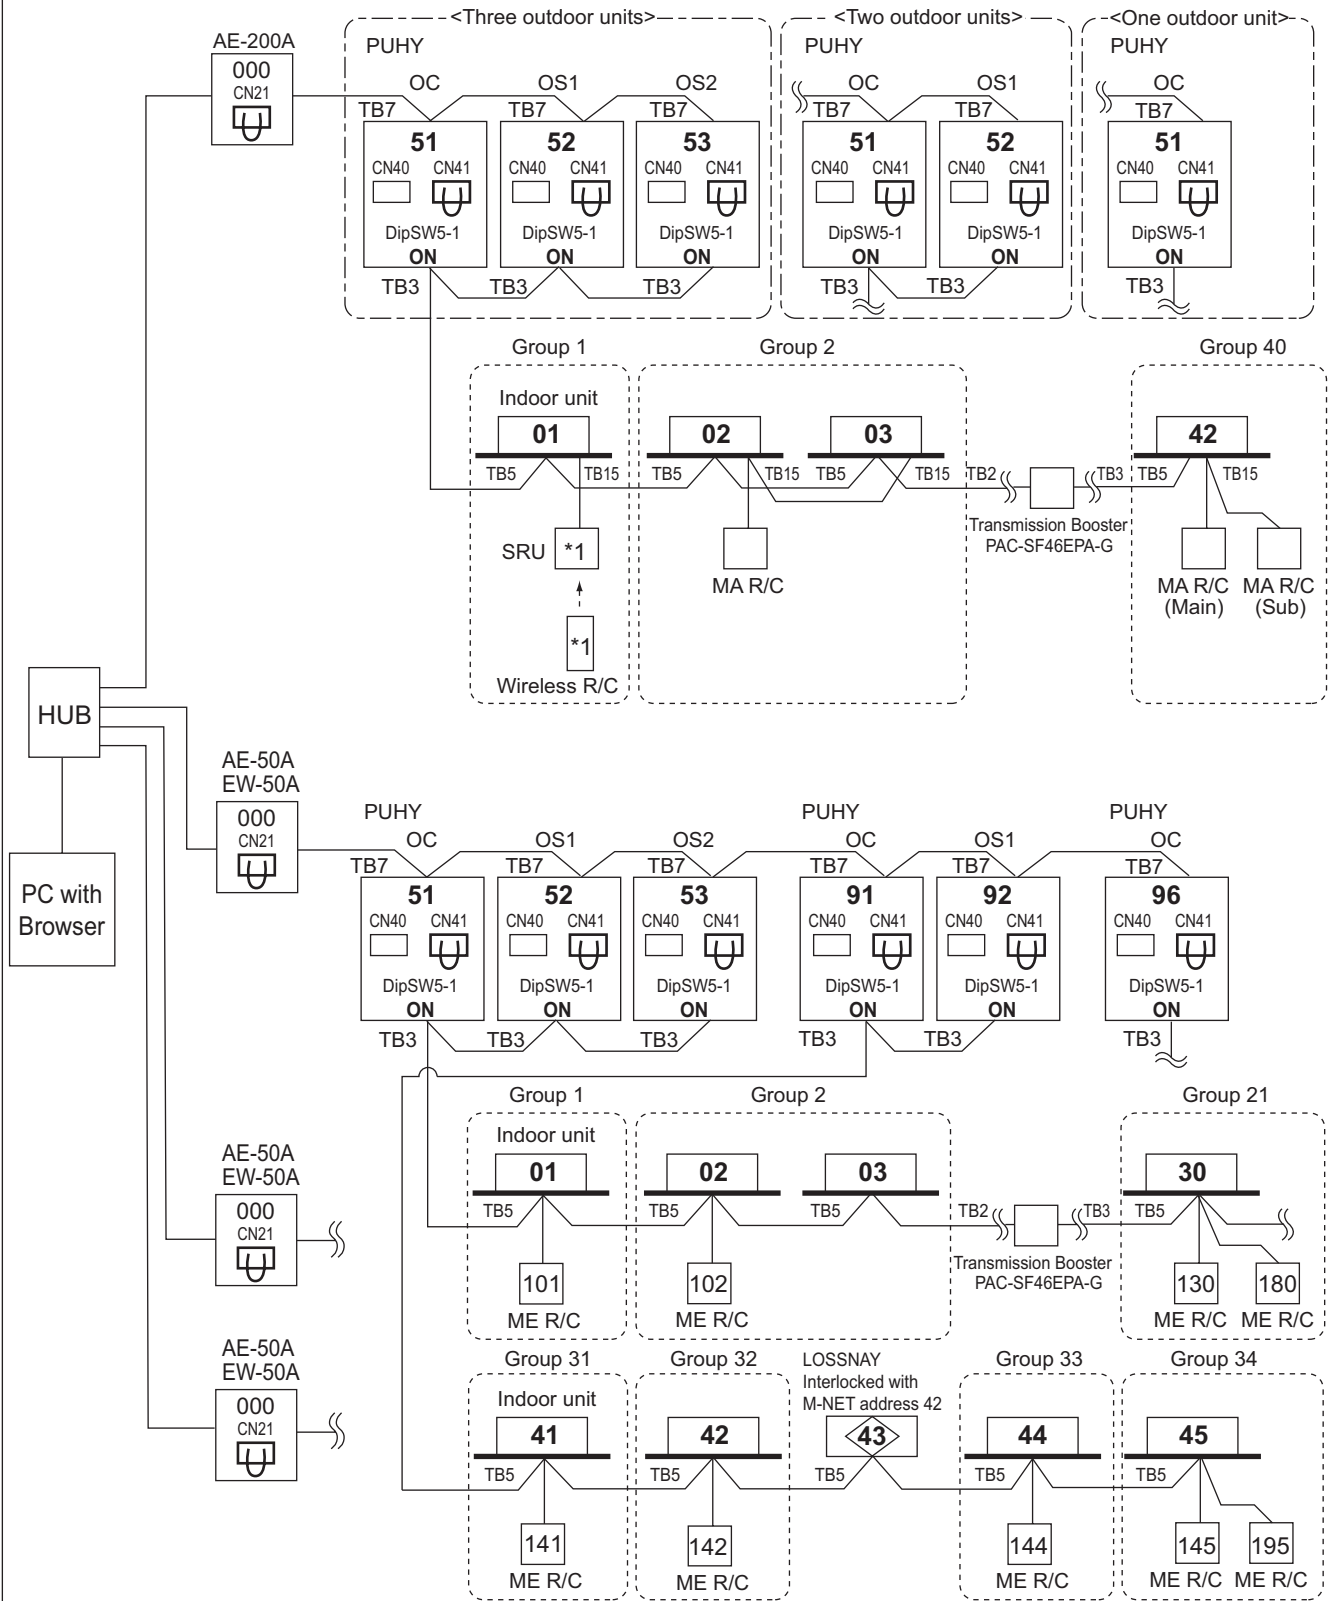 <Three outdoor units>
<Two outdoor units>
<One outdoor unit>
AE-200A
000
CN21
PUHY
PUHY
PUHY
OC OS1 OS2
OC OS1
OC
TB7 TB7 TB7
TB7 TB7
TB7
51 52 53
51 52
51
CN40 CN41 CN40 CN41 CN40 CN41
CN40 CN41 CN40 CN41
CN40 CN41
DipSW5-1 DipSW5-1 DipSW5-1
DipSW5-1 DipSW5-1
DipSW5-1
ON ON ON
ON ON
ON
TB3 TB3 TB3
TB3 TB3
TB3
Group 1 Group 2 Group 40
Indoor unit
01 02 03 42
TB5 TB15 TB5 TB15 TB5 TB15 TB2 TB3 TB5 TB15
Transmission Booster
PAC-SF46EPA-G
SRU *1
MA R/C
MA R/C
(Main)
MA R/C
(Sub)
*1
Wireless R/C
HUB
PC with
Browser
AE-50A
EW-50A
000
CN21
PUHY PUHY PUHY
OC OS1 OS2 OC OS1 OC
TB7 TB7 TB7 TB7 TB7 TB7
51 52 53 91 92 96
CN40 CN41 CN40 CN41 CN40 CN41 CN40 CN41 CN40 CN41 CN40 CN41
DipSW5-1 DipSW5-1 DipSW5-1 DipSW5-1 DipSW5-1 DipSW5-1
ON ON ON ON ON ON
TB3 TB3 TB3 TB3 TB3 TB3
Group 1 Group 2 Group 21
Indoor unit
01 02 03 30
TB5 TB5 TB5 TB2 TB3 TB5
Transmission Booster
PAC-SF46EPA-G
101 102 130 180
ME R/C ME R/C ME R/C ME R/C
AE-50A
EW-50A
000
CN21
AE-50A
EW-50A
000
CN21
Group 31 Group 32
LOSSNAY
Interlocked with
M-NET address 42
Group 33 Group 34
Indoor unit
41 42 43 44 45
TB5 TB5 TB5 TB5 TB5
141 142 144 145 195
ME R/C ME R/C ME R/C ME R/C ME R/C